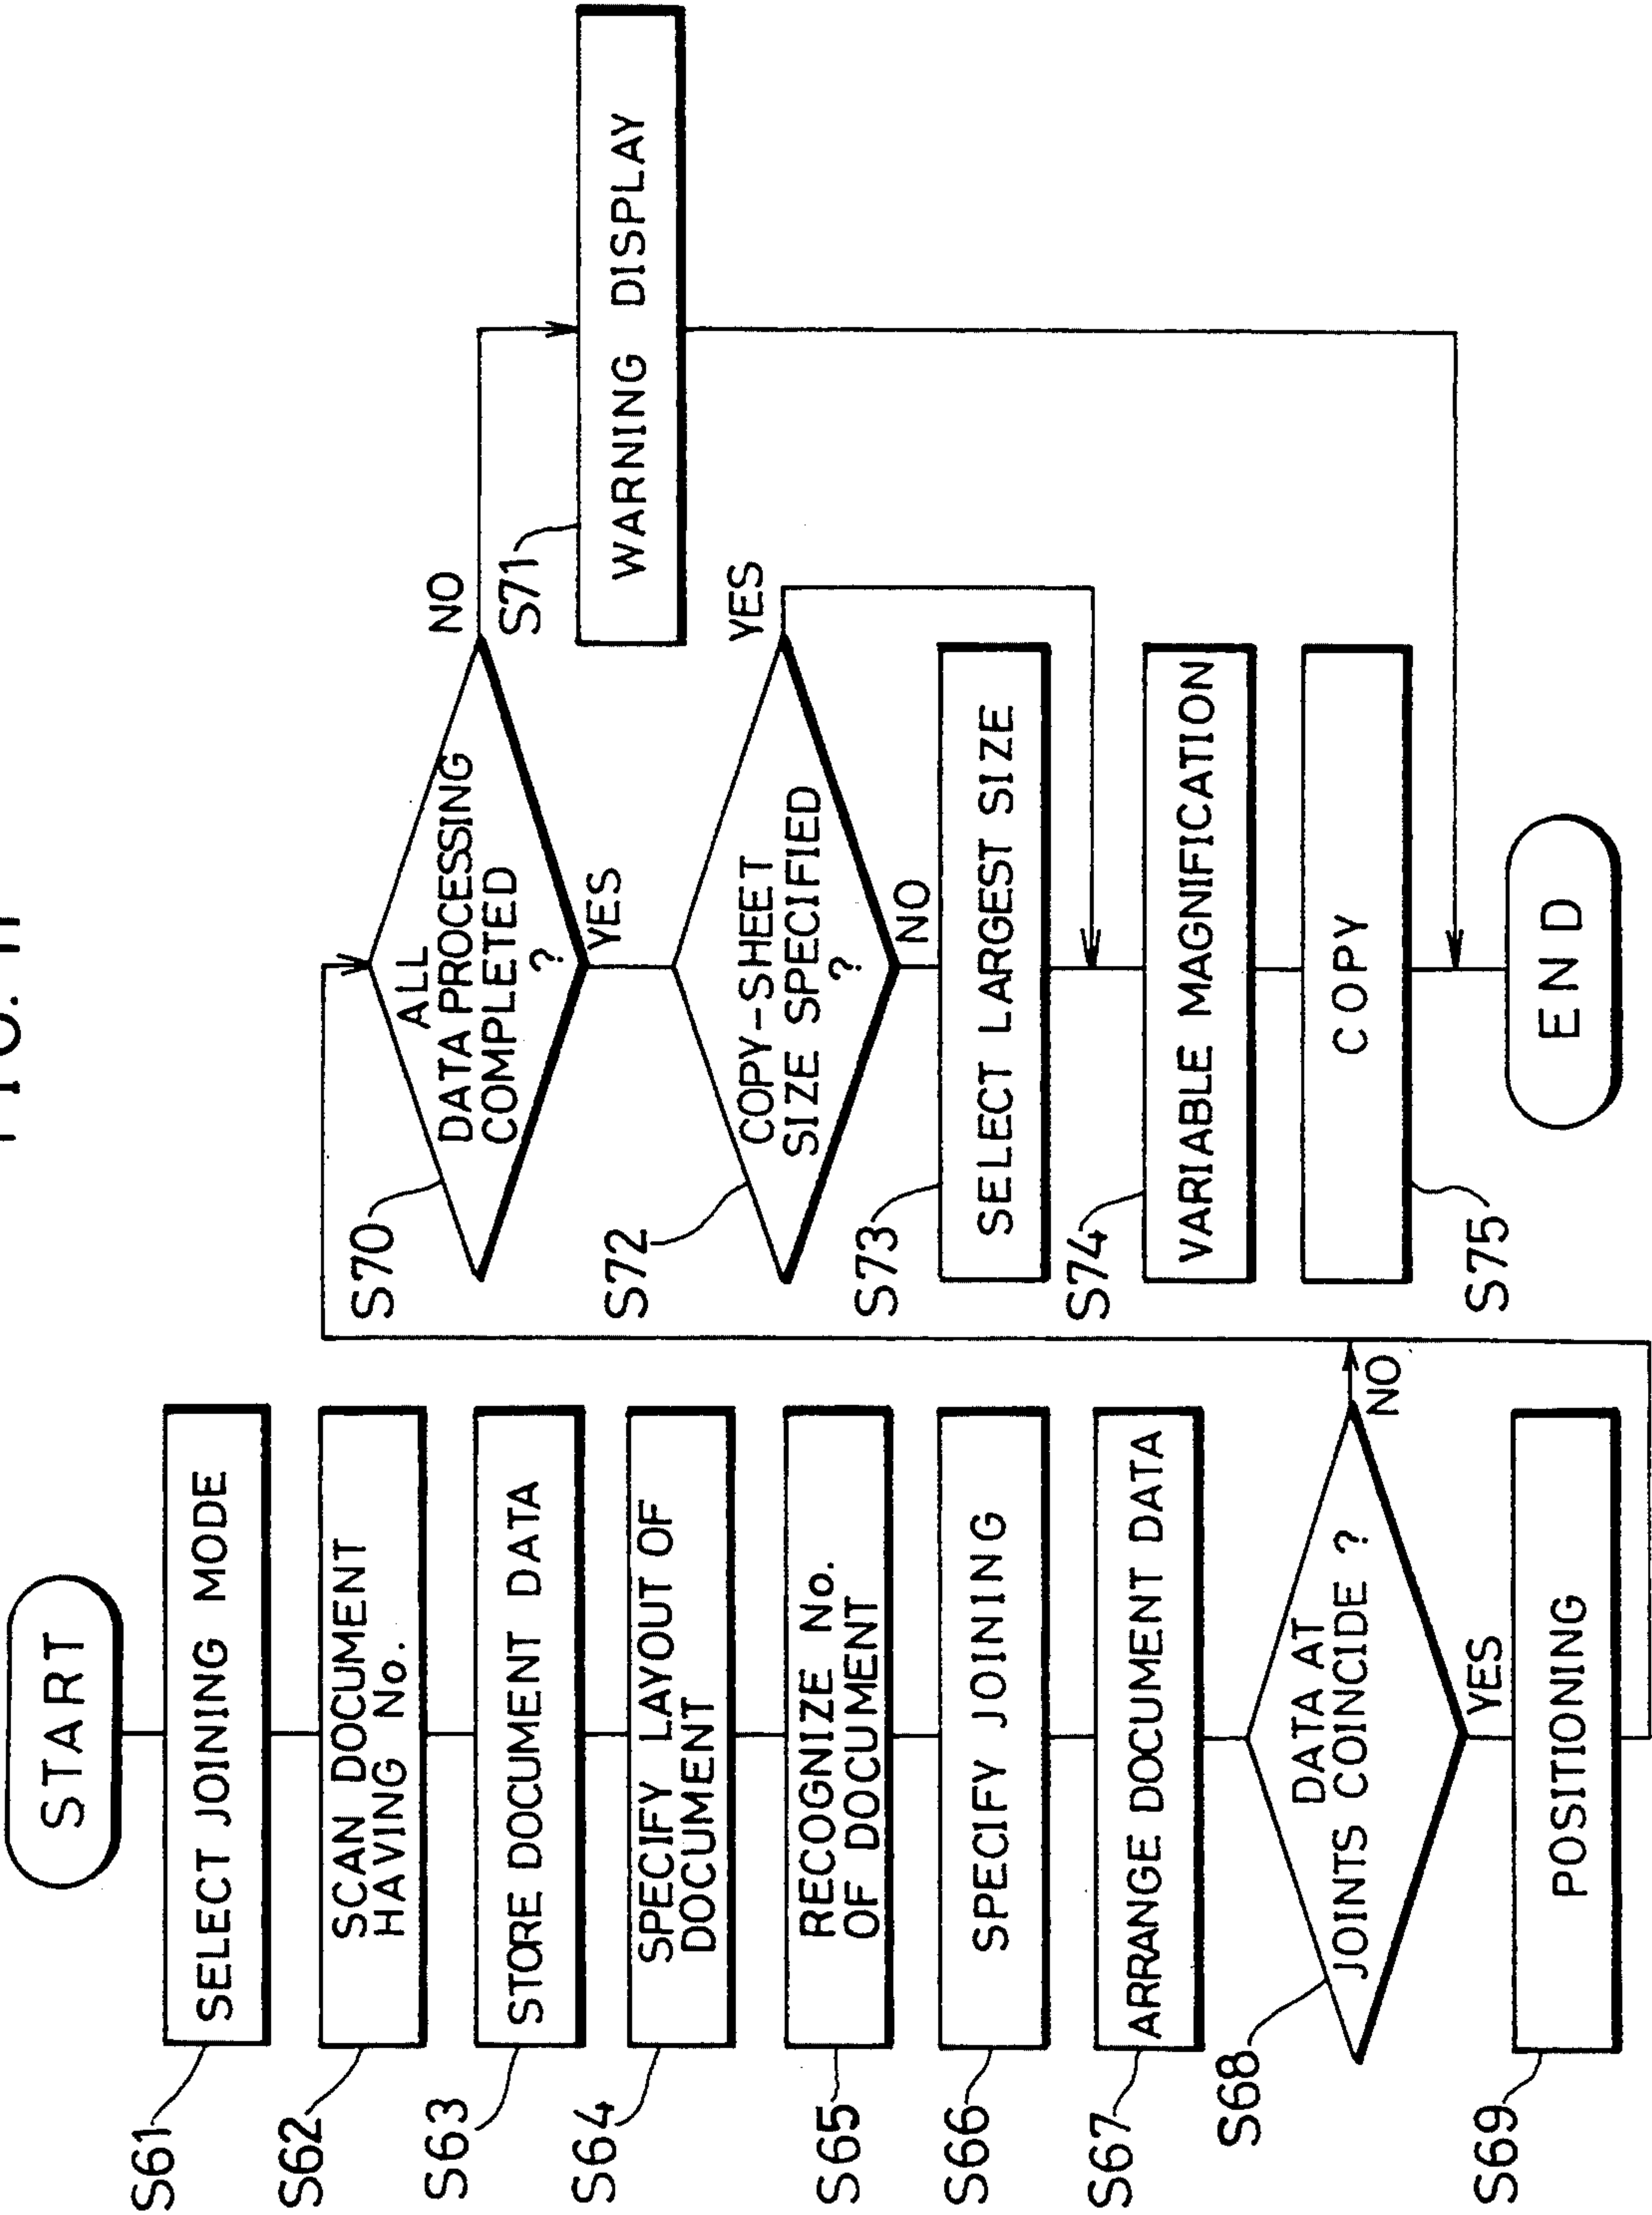 START
S61
SELECT JOINING MODE
S62
SCAN DOCUMENT
HAVING No.
S63
STORE DOCUMENT DATA
S64
SPECIFY LAYOUT OF
DOCUMENT
S65
RECOGNIZE No.
OF DOCUMENT
S66
SPECIFY JOINING
S67
ARRANGE DOCUMENT DATA
S68
DATA AT
JOINTS COINCIDE ?
NO
YES
S69
POSITIONING
S70
ALL
DATA PROCESSING
COMPLETED
?
NO
YES
S71
WARNING DISPLAY
S72
COPY-SHEET
SIZE SPECIFIED
?
YES
NO
S73
SELECT LARGEST SIZE
S74
VARIABLE MAGNIFICATION
COPY
S75
END